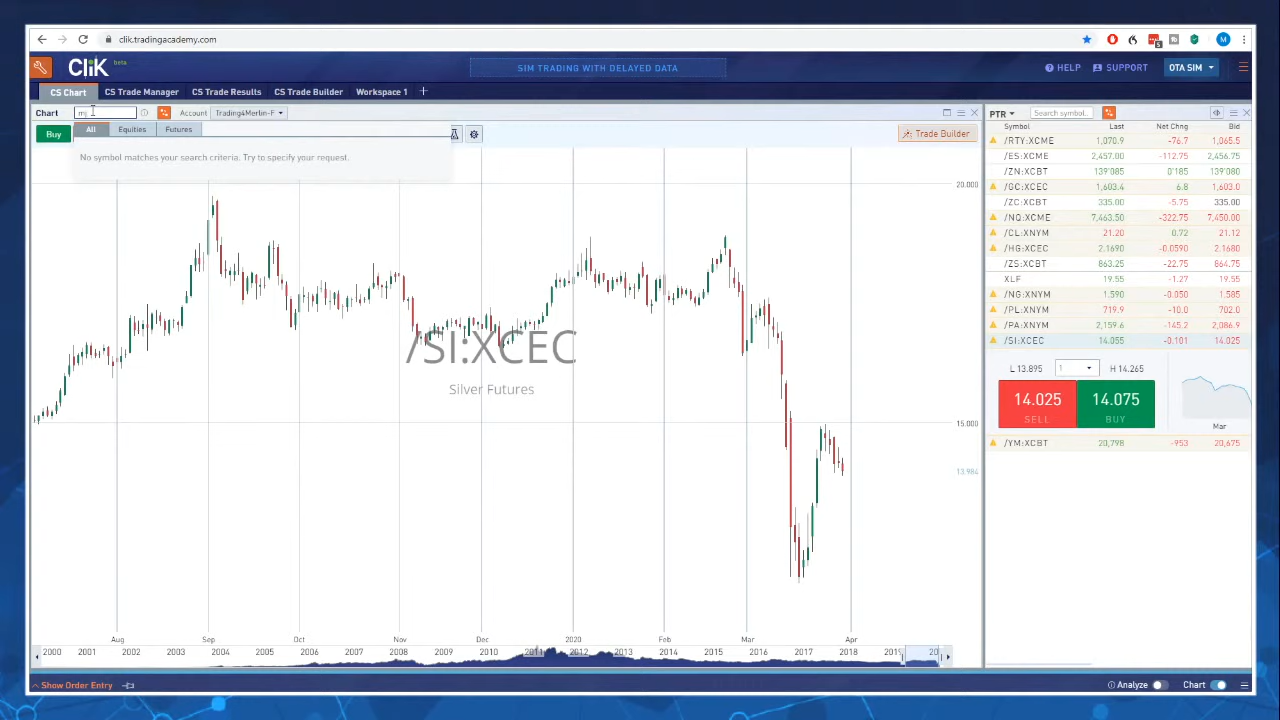 clik.tradingacademy.com
M
CliK beta
SIM TRADING WITH DELAYED DATA
HELP SUPPORT OTA SIM
CS Chart CS Trade Manager CS Trade Results CS Trade Builder Workspace 1 +
Chart Account Trading4Merlin-F
Buy All Equities Futures Trade Builder
No symbol matches your search criteria. Try to specify your request.
/SI:XCEC
Silver Futures
20.000
15.000
13.984
Aug Sep Oct Nov Dec 2020 Feb Mar Apr
2000 2001 2002 2003 2004 2005 2006 2007 2008 2009 2010 2011 2012 2013 2014 2015 2016 2017 2018 2019
PTR Search symbol..
Symbol Last Net Chng Bid
/RTY:XCME 1,070.9 -76.7 1,065.5
/ES:XCME 2,457.00 -112.75 2,456.75
/ZN:XCBT 139'085 0'185 139'080
/GC:XCEC 1,603.4 6.8 1,603.0
/ZC:XCBT 335.00 -5.75 335.00
/NQ:XCME 7,463.50 -322.75 7,450.00
/CL:XNYM 21.20 0.72 21.12
/HG:XCEC 2.1690 -0.0590 2.1680
/ZS:XCBT 863.25 -22.75 864.75
XLF 19.55 -1.27 19.55
/NG:XNYM 1.590 -0.050 1.585
/PL:XNYM 719.9 -10.0 702.0
/PA:XNYM 2,159.6 -145.2 2,086.9
/SI:XCEC 14.055 -0.101 14.025
L 13.895 1 H 14.265
14.025 14.075
SELL BUY
Mar
/YM:XCBT 20,798 -953 20,675
Show Order Entry
Analyze Chart